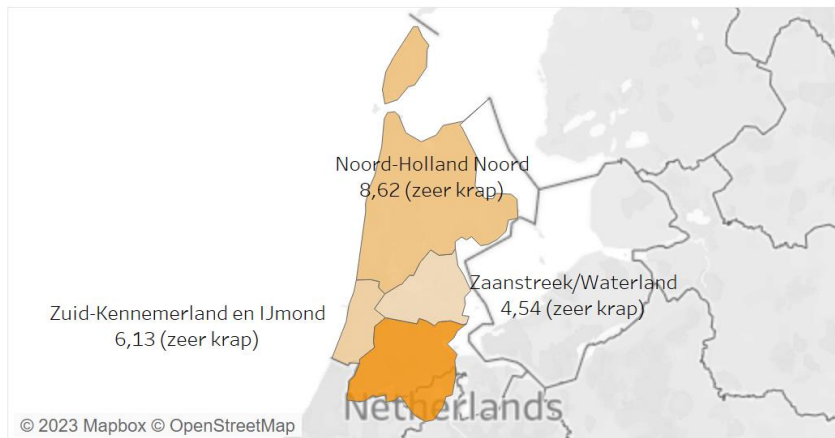 Noord-Holland Noord
8,62 (zeer krap)
Zaanstreek/Waterland
4,54 (zeer krap)
Zuid-Kennemerland en IJmond
6,13 (zeer krap)
Netherlands
© 2023 Mapbox © OpenStreetMap